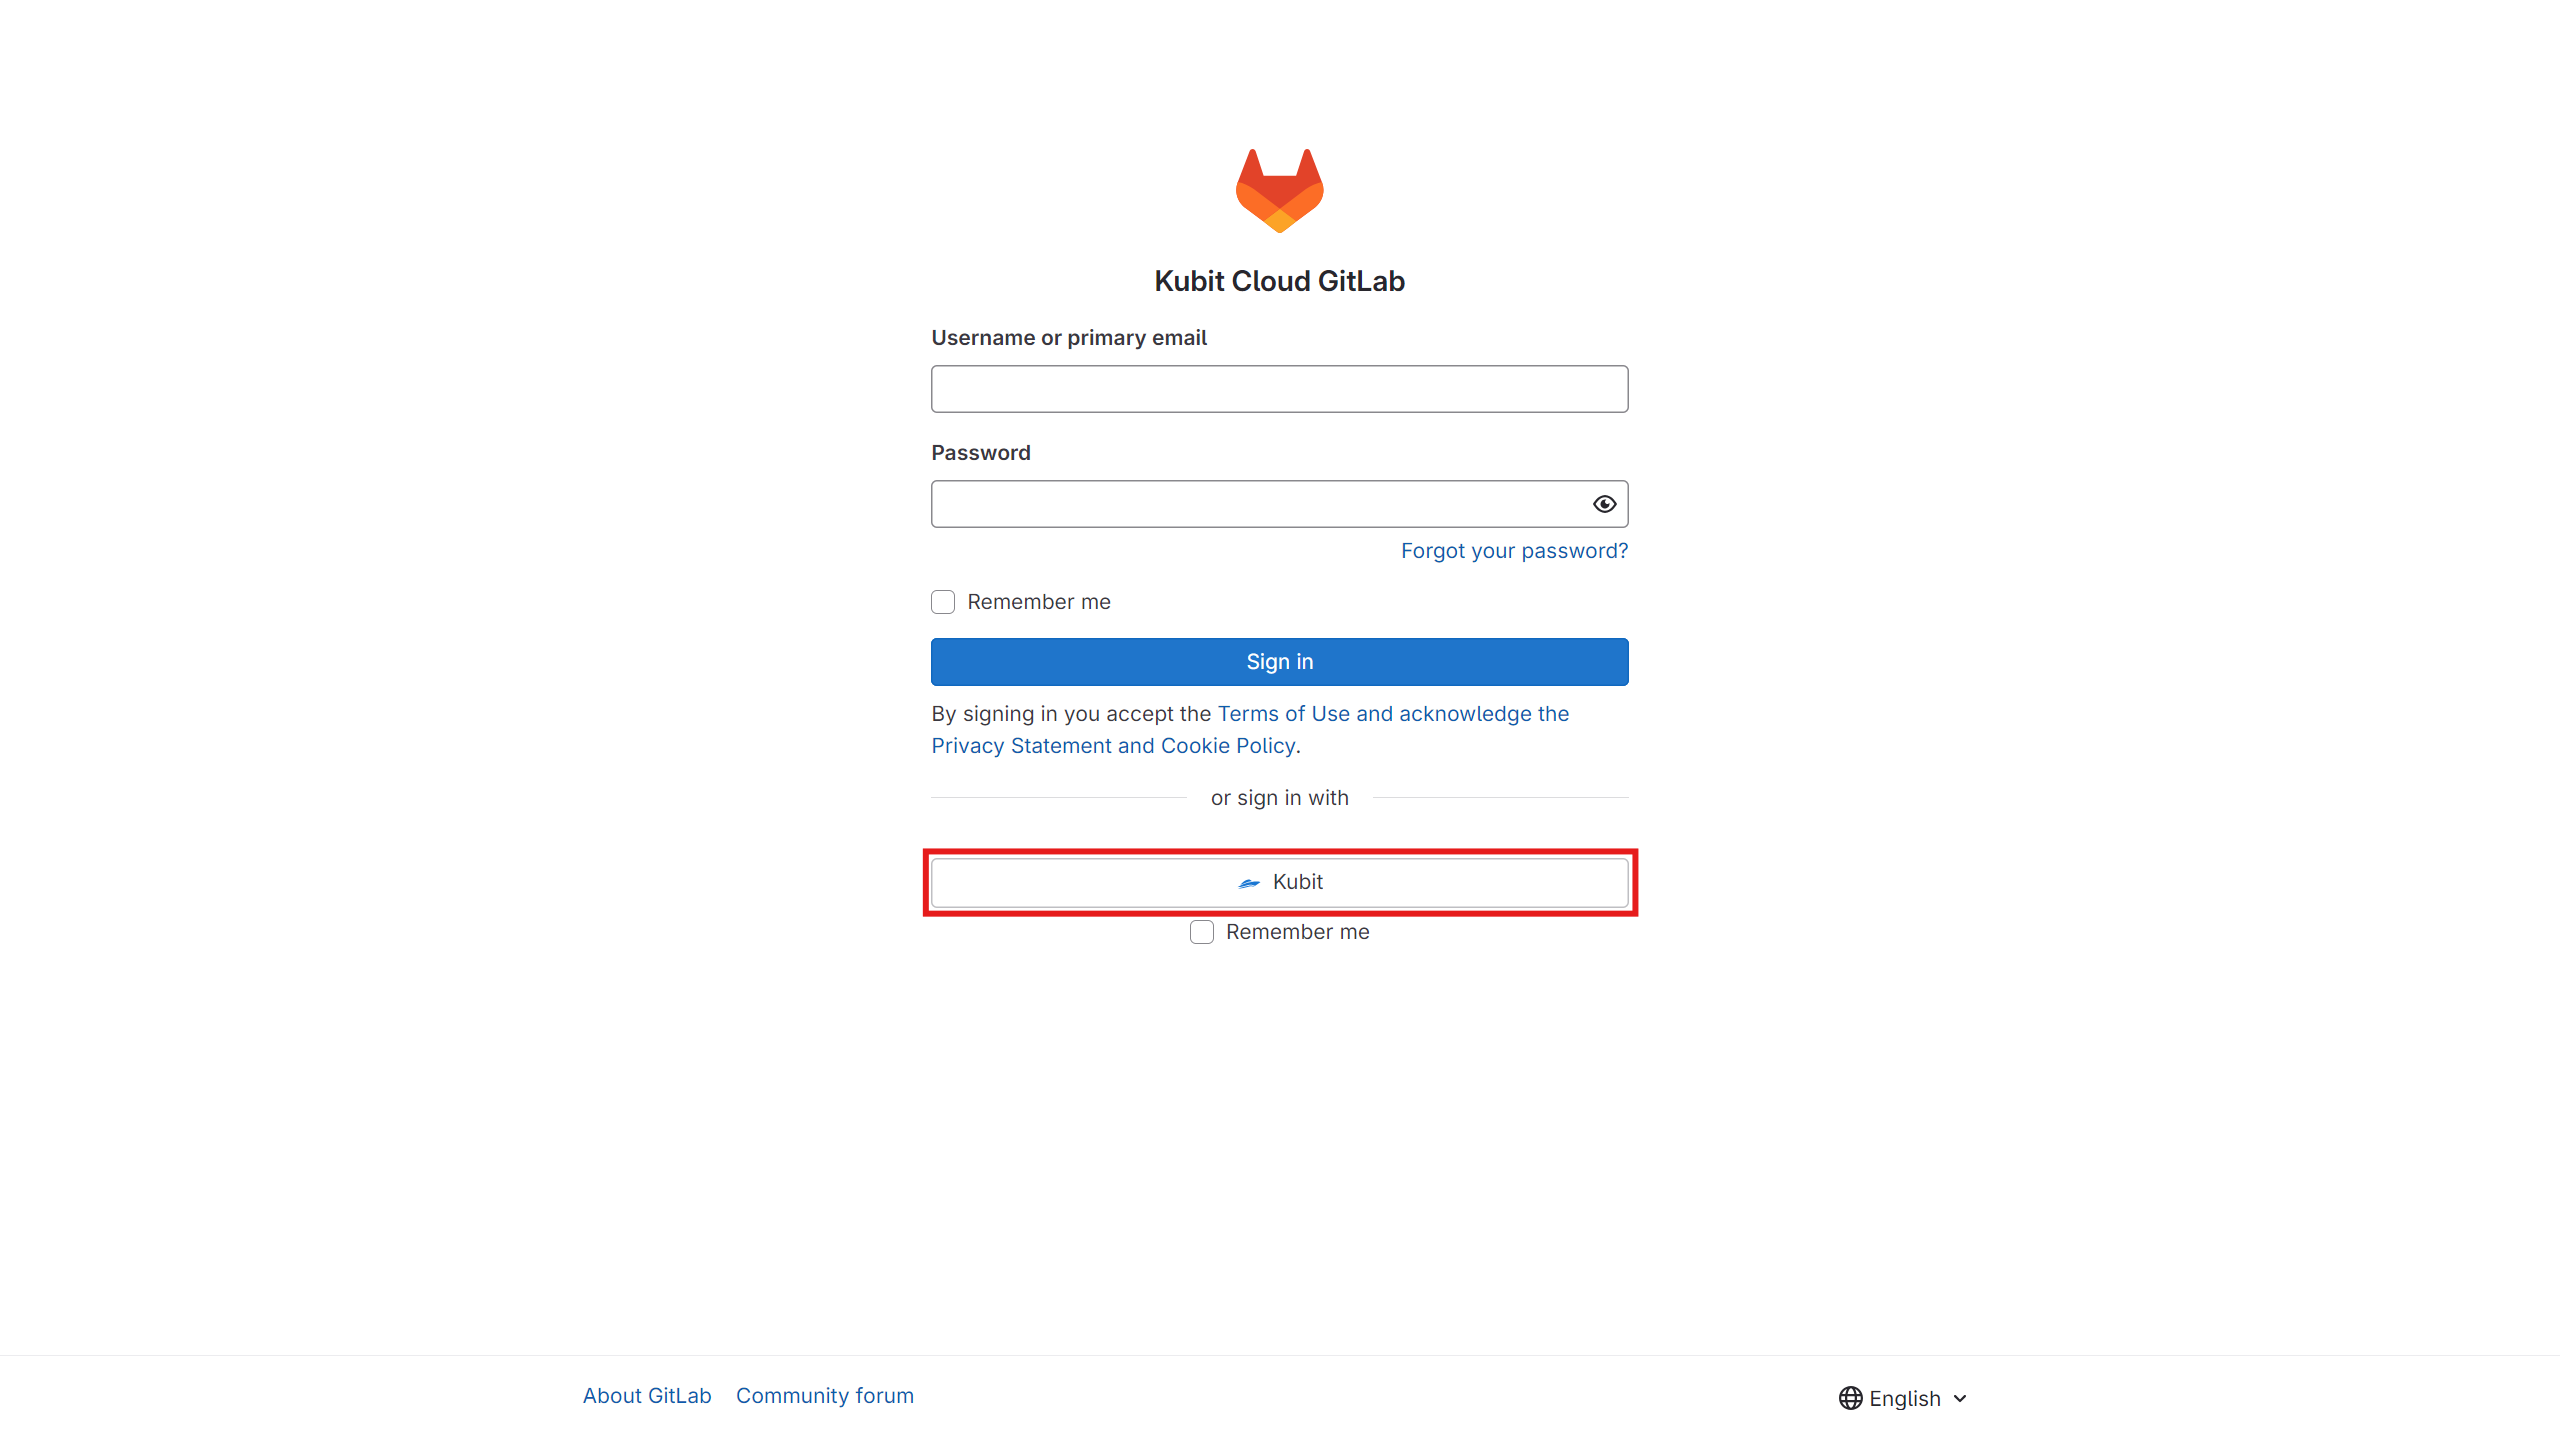 Kubit Cloud GitLab
Username or primary email
Password
Forgot your password?
Remember me
Sign in
By signing in you accept the Terms of Use and acknowledge the
Privacy Statement and Cookie Policy.
or sign in with
Kubit
Remember me
About GitLab Community forum English